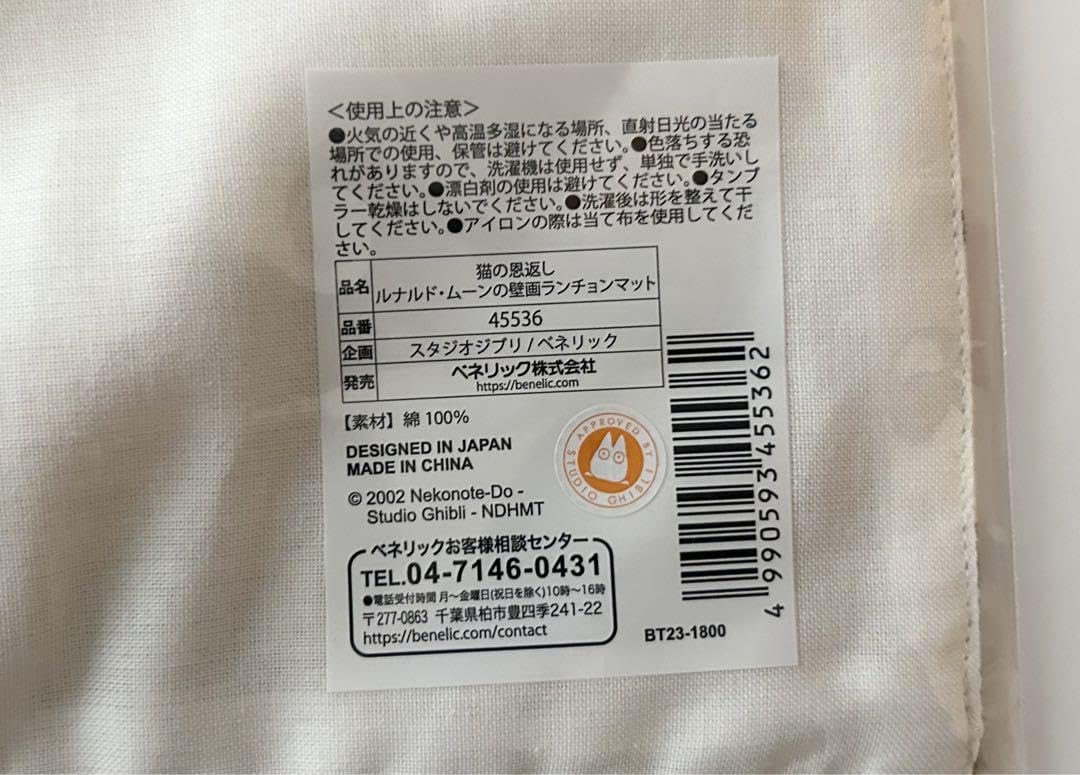 ＜使用上の注意＞
●火気の近くや高温多湿になる場所、直射日光の当たる
場所での使用、保管は避けてください。●色落ちする恐
れがありますので、洗濯機は使用せず、単独で手洗いし
てください。●漂白剤の使用は避けてください。●タンブ
ラー乾燥はしないでください。●洗濯後は形を整えて干
してください。●アイロンの際は当て布を使用してくだ
さい。
品名 猫の恩返し
ルナルド・ムーンの壁画ランチョンマット
品番 45536
企画 スタジオジブリ / ベネリック
発売 ベネリック株式会社
https://benelic.com
【素材】綿 100%
DESIGNED IN JAPAN
MADE IN CHINA
© 2002 Nekonote-Do -
Studio Ghibli - NDHMT
APPROVED BY
STUDIO GHIBLI
ベネリックお客様相談センター
TEL.04-7146-0431
●電話受付時間 月〜金曜日(祝日を除く)10時〜16時
〒277-0863 千葉県柏市豊四季241-22
https://benelic.com/contact
4 990593 455362
BT23-1800